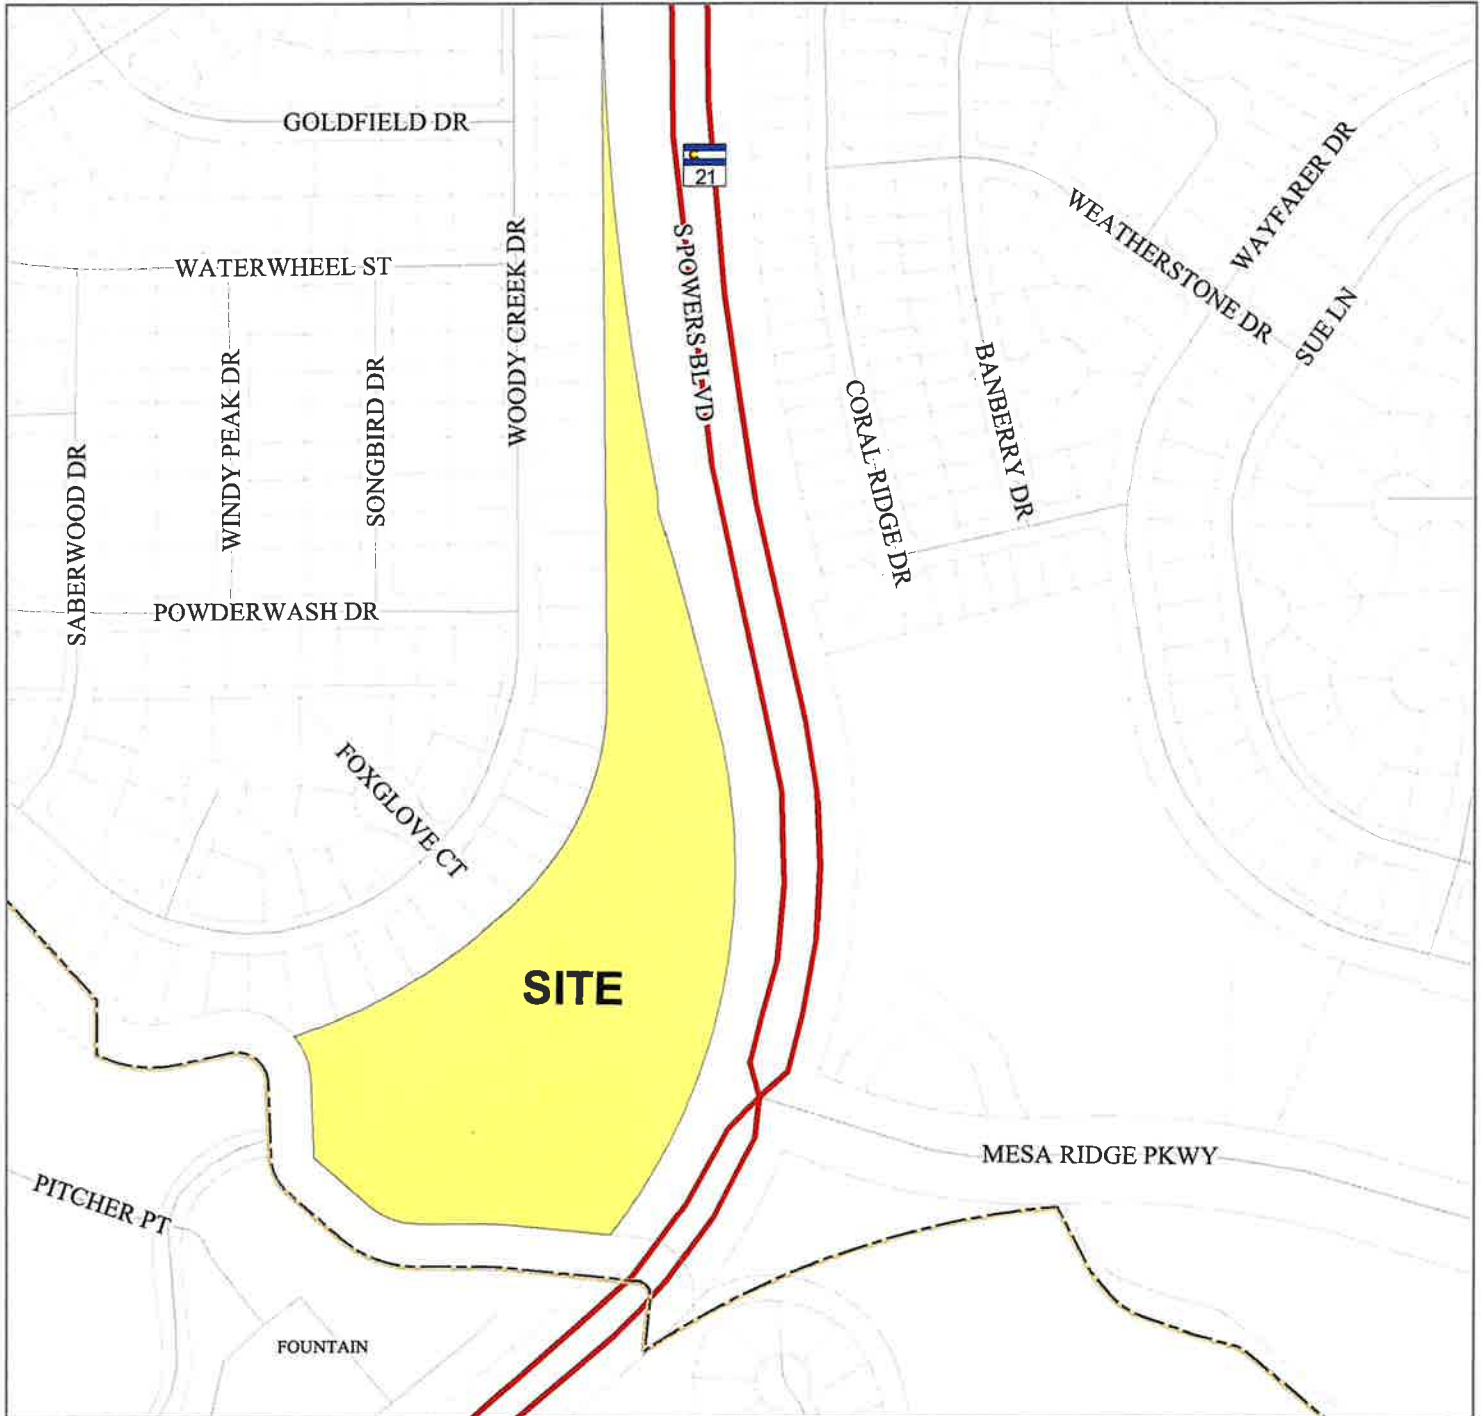 GOLDFIELD DR
21
WATERWHEEL ST
WOODY CREEK DR
S POWERS BLVD
WEATHERSTONE DR
WAYFARER DR
SUE LN
WINDY PEAK DR
SONGBIRD DR
SABERWOOD DR
CORAL RIDGE DR
BANBERRY DR
POWDERWASH DR
FOXGLOVE CT
SITE
MESA RIDGE PKWY
PITCHER PT
FOUNTAIN